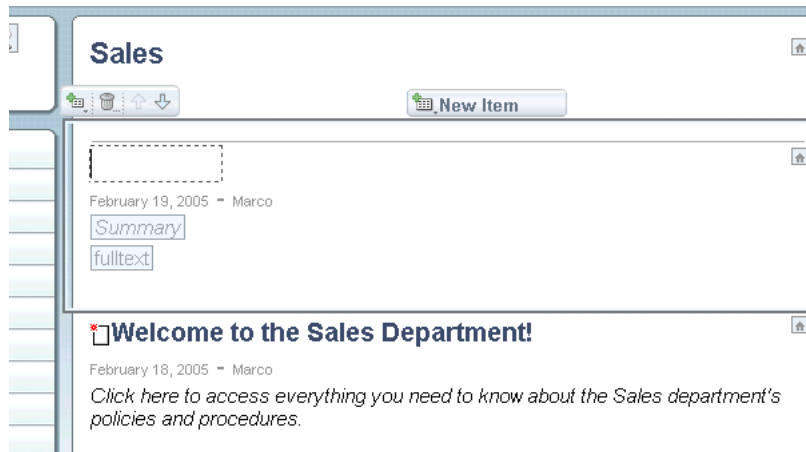 Sales
New Item
February 19, 2005 - Marco
Summary
fulltext
Welcome to the Sales Department!
February 18, 2005 - Marco
Click here to access everything you need to know about the Sales department's
policies and procedures.